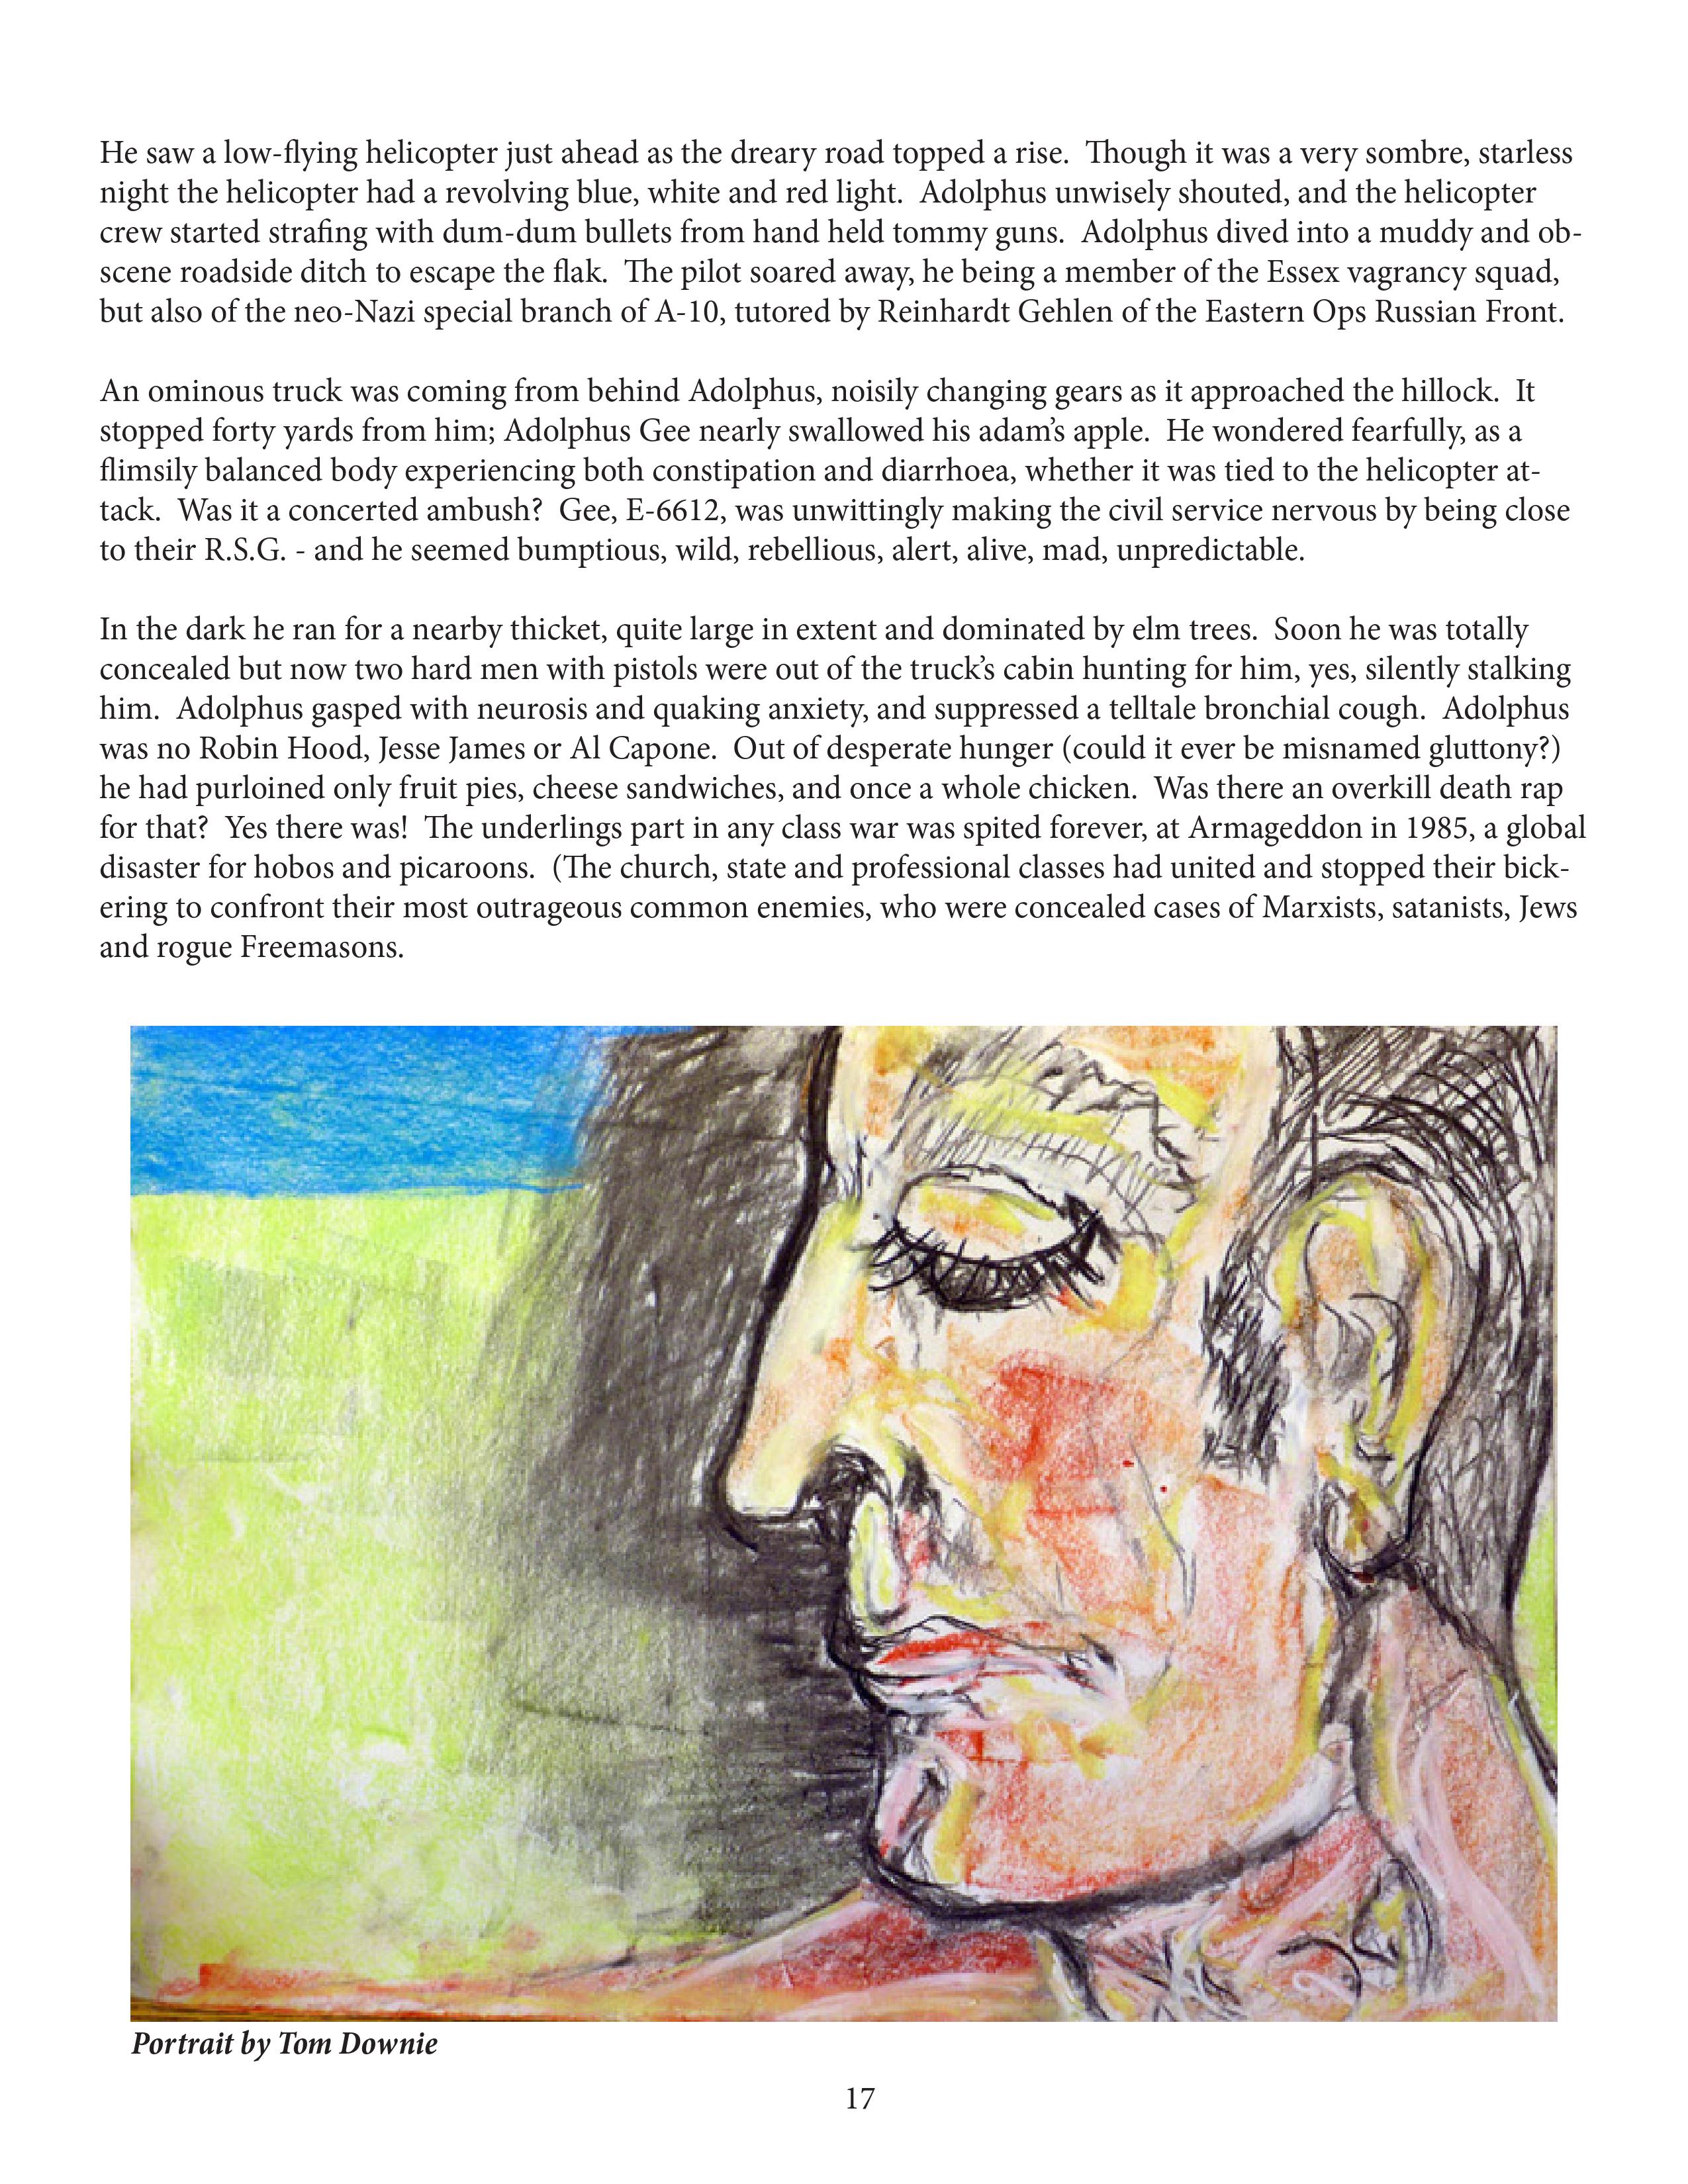 He saw a low-flying helicopter just ahead as the dreary road topped a rise.  Though it was a very sombre, starless
night the helicopter had a revolving blue, white and red light.  Adolphus unwisely shouted, and the helicopter
crew started strafing with dum-dum bullets from hand held tommy guns.  Adolphus dived into a muddy and ob-
scene roadside ditch to escape the flak.  The pilot soared away, he being a member of the Essex vagrancy squad,
but also of the neo-Nazi special branch of A-10, tutored by Reinhardt Gehlen of the Eastern Ops Russian Front.

An ominous truck was coming from behind Adolphus, noisily changing gears as it approached the hillock.  It
stopped forty yards from him; Adolphus Gee nearly swallowed his adam's apple.  He wondered fearfully, as a
flimsily balanced body experiencing both constipation and diarrhoea, whether it was tied to the helicopter at-
tack.  Was it a concerted ambush?  Gee, E-6612, was unwittingly making the civil service nervous by being close
to their R.S.G. - and he seemed bumptious, wild, rebellious, alert, alive, mad, unpredictable.

In the dark he ran for a nearby thicket, quite large in extent and dominated by elm trees.  Soon he was totally
concealed but now two hard men with pistols were out of the truck's cabin hunting for him, yes, silently stalking
him.  Adolphus gasped with neurosis and quaking anxiety, and suppressed a telltale bronchial cough.  Adolphus
was no Robin Hood, Jesse James or Al Capone.  Out of desperate hunger (could it ever be misnamed gluttony?)
he had purloined only fruit pies, cheese sandwiches, and once a whole chicken.  Was there an overkill death rap
for that?  Yes there was!  The underlings part in any class war was spited forever, at Armageddon in 1985, a global
disaster for hobos and picaroons.  (The church, state and professional classes had united and stopped their bick-
ering to confront their most outrageous common enemies, who were concealed cases of Marxists, satanists, Jews
and rogue Freemasons.

Portrait by Tom Downie
17